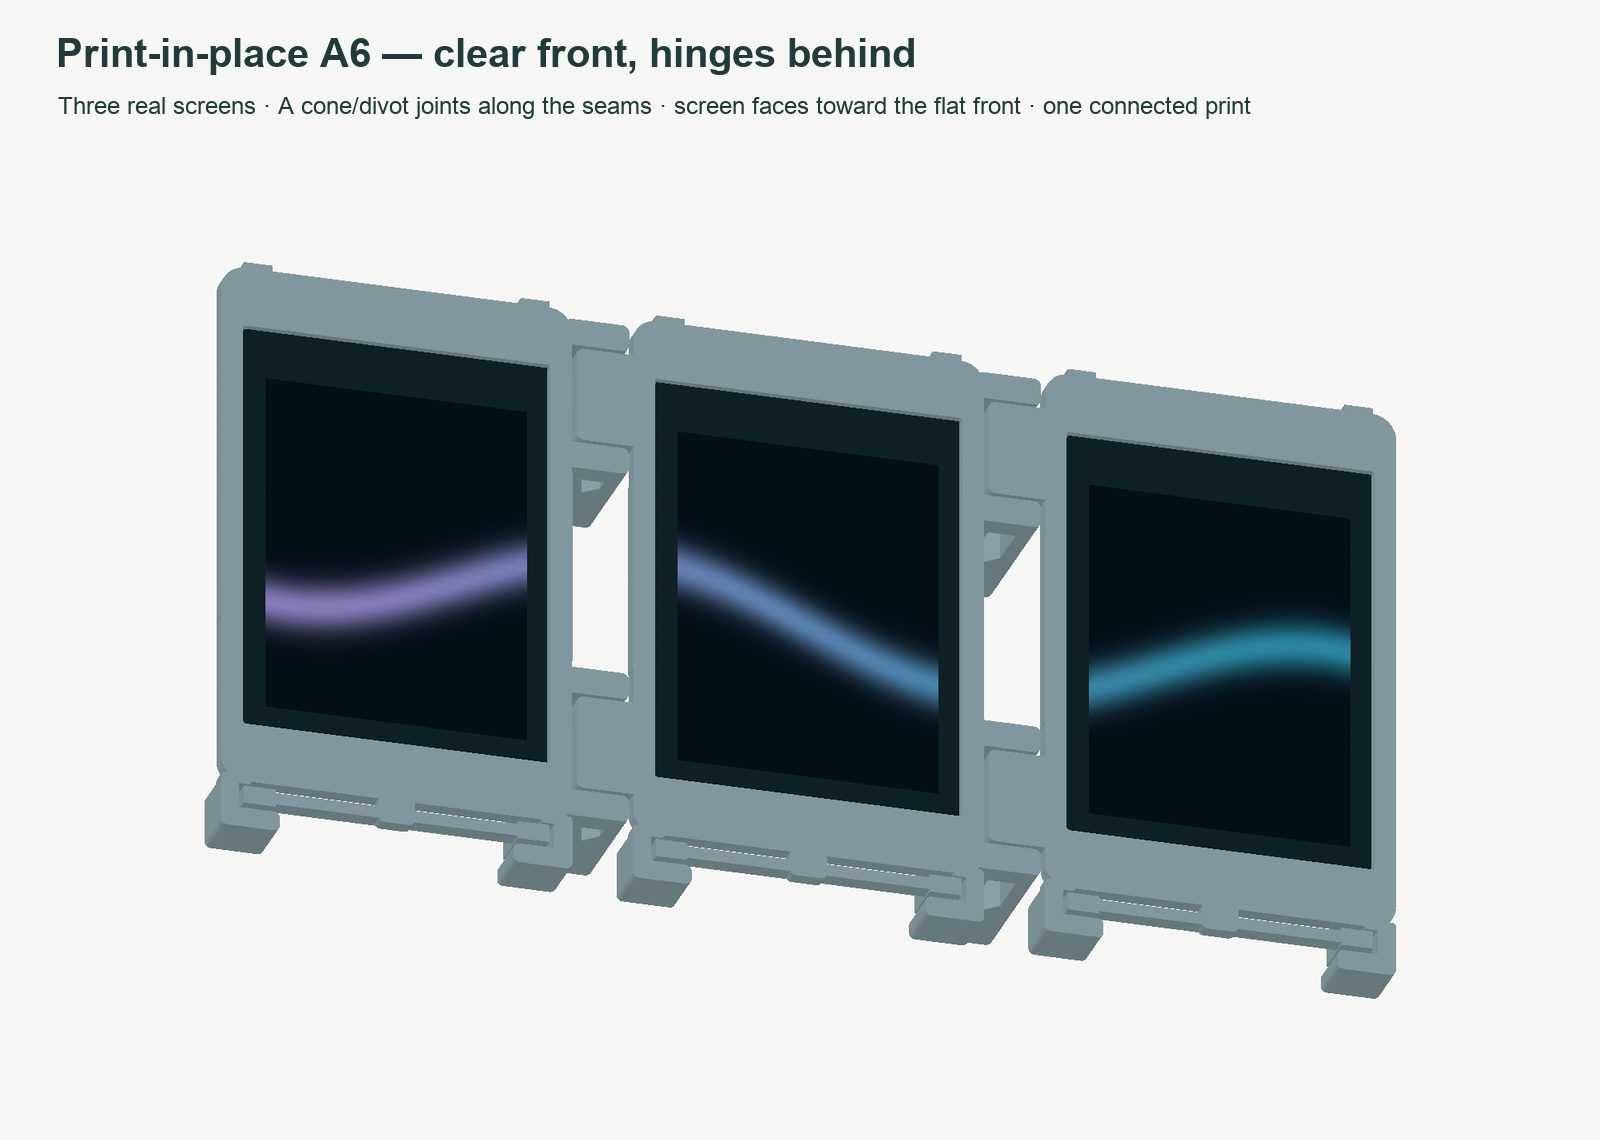 Print-in-place A6 — clear front, hinges behind
Three real screens · A cone/divot joints along the seams · screen faces toward the flat front · one connected print